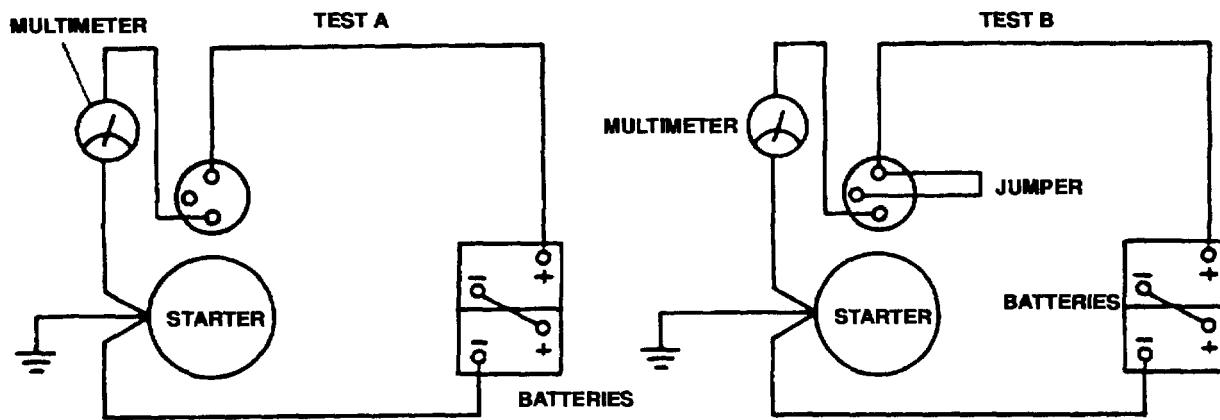 TEST A
MULTIMETER
STARTER
- + - +
BATTERIES
TEST B
MULTIMETER
JUMPER
STARTER
BATTERIES
- + - +